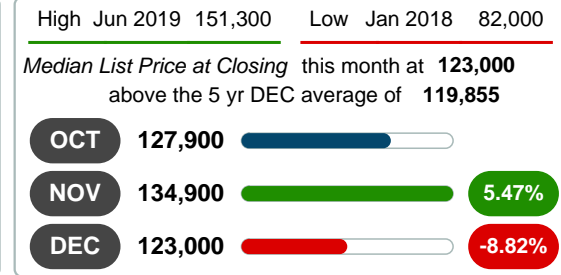 High Jun 2019 151,300 Low Jan 2018 82,000
Median List Price at Closing this month at 123,000
above the 5 yr DEC average of 119,855
OCT 127,900
NOV 134,900 5.47%
DEC 123,000 -8.82%